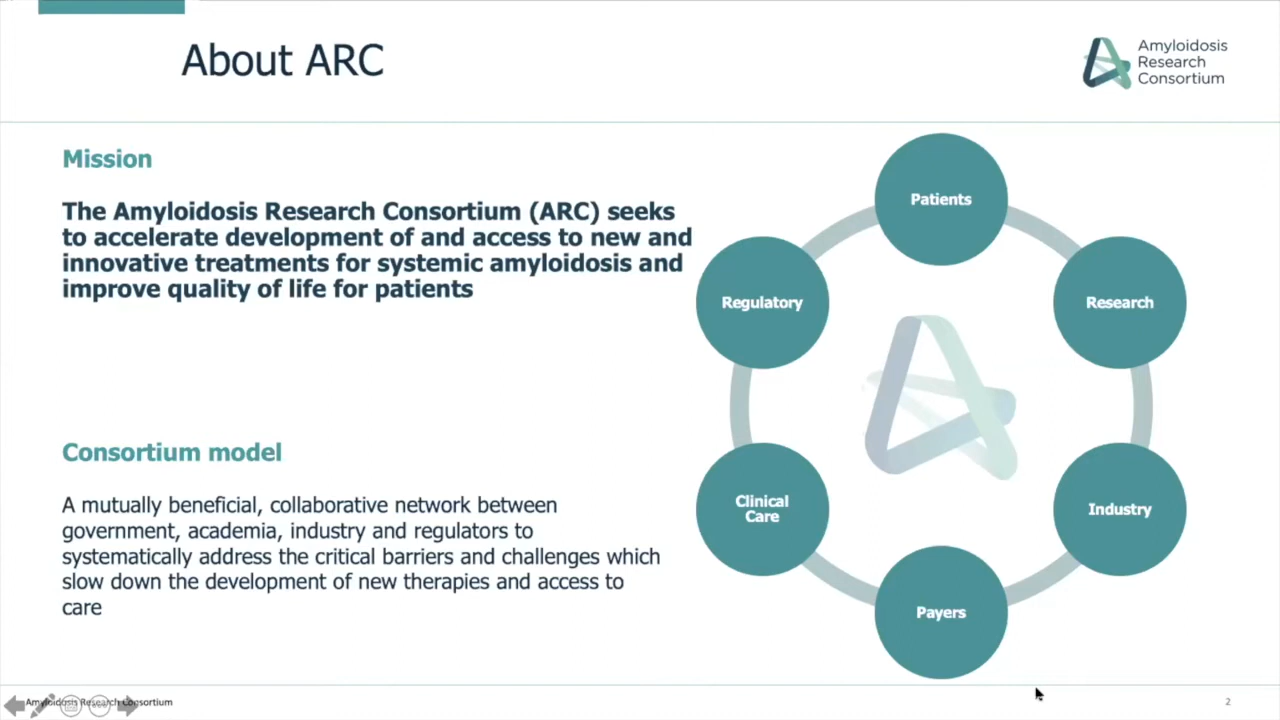 About ARC
Amyloidosis
Research
Consortium
Mission
The Amyloidosis Research Consortium (ARC) seeks
to accelerate development of and access to new and
innovative treatments for systemic amyloidosis and
improve quality of life for patients
Consortium model
A mutually beneficial, collaborative network between
government, academia, industry and regulators to
systematically address the critical barriers and challenges which
slow down the development of new therapies and access to
care
Patients
Research
Industry
Payers
Clinical
Care
Regulatory
Amyloidosis Research Consortium
2